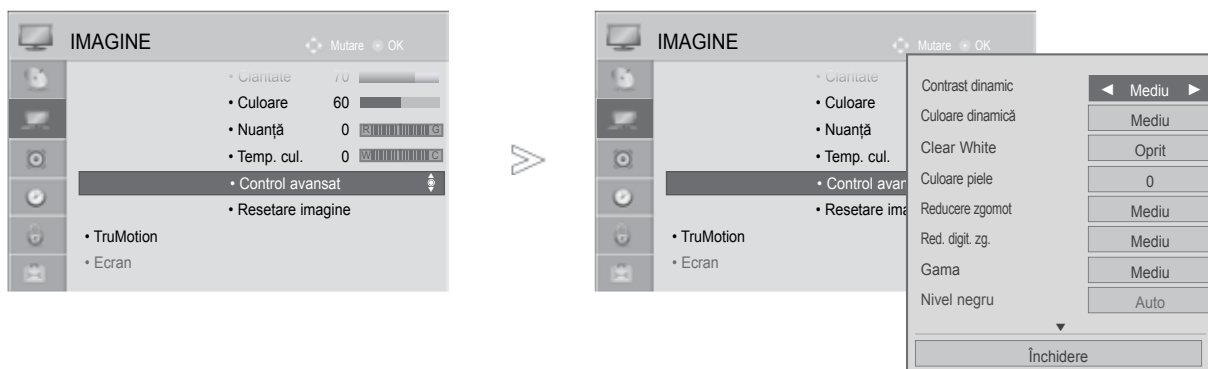 IMAGINE
Mutare OK
• Claritate 70
• Culoare 60
• Nuanță 0 R G
• Temp. cul. 0 W G
• Control avansat
• Resetare imagine
• TruMotion
• Ecran
IMAGINE
Mutare OK
• Claritate
• Culoare
• Nuanță
• Temp. cul.
• Control avan
• Resetare ima
• TruMotion
• Ecran
Contrast dinamic ◄ Mediu ►
Culoare dinamică Mediu
Clear White Oprit
Culoare piele 0
Reducere zgomot Mediu
Red. digit. zg. Mediu
Gama Mediu
Nivel negru Auto
▼
Închidere